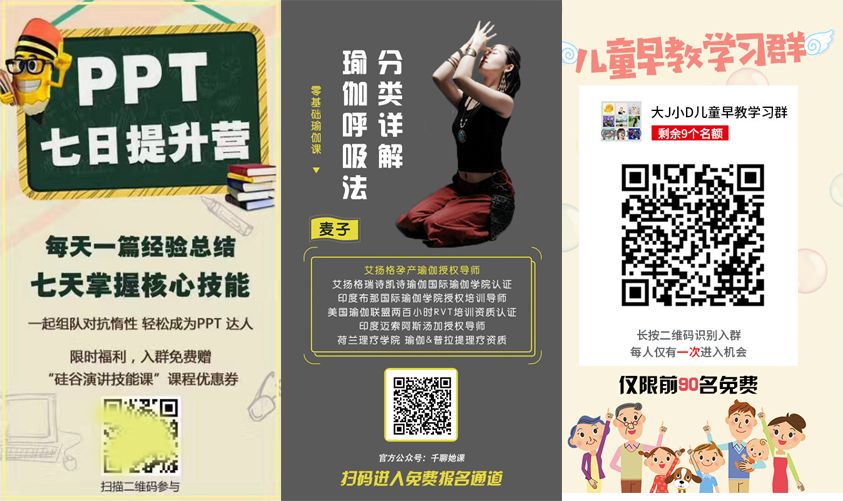 PPT
七日提升营
每天一篇经验总结
七天掌握核心技能
一起组队对抗惰性 轻松成为PPT 达人
限时福利，入群免费赠
“硅谷演讲技能课”课程优惠券
扫描二维码参与
分类详解
瑜伽呼吸法
零基础瑜伽课
麦子
艾扬格孕产瑜伽授权导师
艾扬格瑞诗凯诗瑜伽国际瑜伽学院认证
印度布那国际瑜伽学院授权培训导师
美国瑜伽联盟两百小时RVT培训资质认证
印度迈索阿斯汤加授权导师
荷兰理疗学院 瑜伽&普拉提理疗资质
官方公众号：千聊她课
扫码进入免费报名通道
儿童早教学习群
大J小D儿童早教学习群
剩余9个名额
长按二维码识别入群
每人仅有一次进入机会
仅限前90名免费